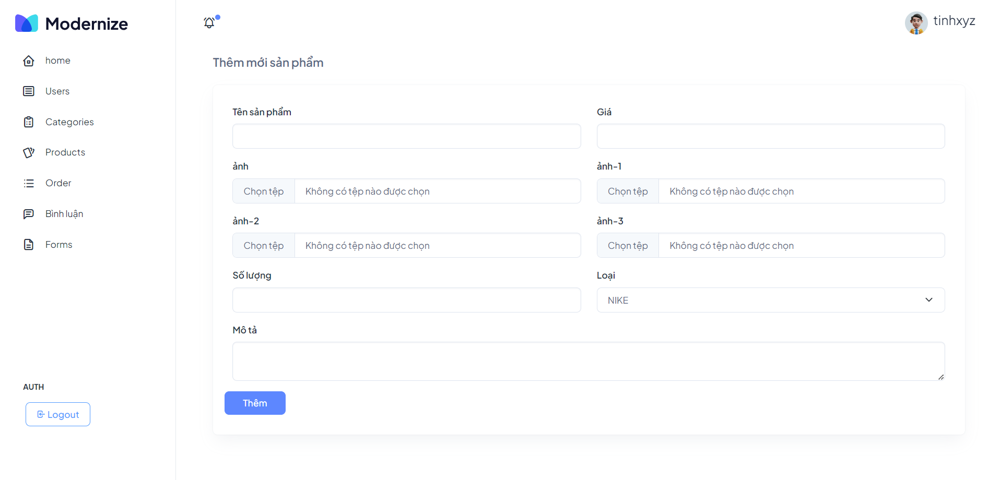 Modernize
tinhxyz
home
Users
Categories
Products
Order
Bình luận
Forms
AUTH
Logout
Thêm mới sản phẩm
Tên sản phẩm
Giá
ảnh
ảnh-1
Chọn tệp Không có tệp nào được chọn
Chọn tệp Không có tệp nào được chọn
ảnh-2
ảnh-3
Chọn tệp Không có tệp nào được chọn
Chọn tệp Không có tệp nào được chọn
Số lượng
Loại
NIKE
Mô tả
Thêm